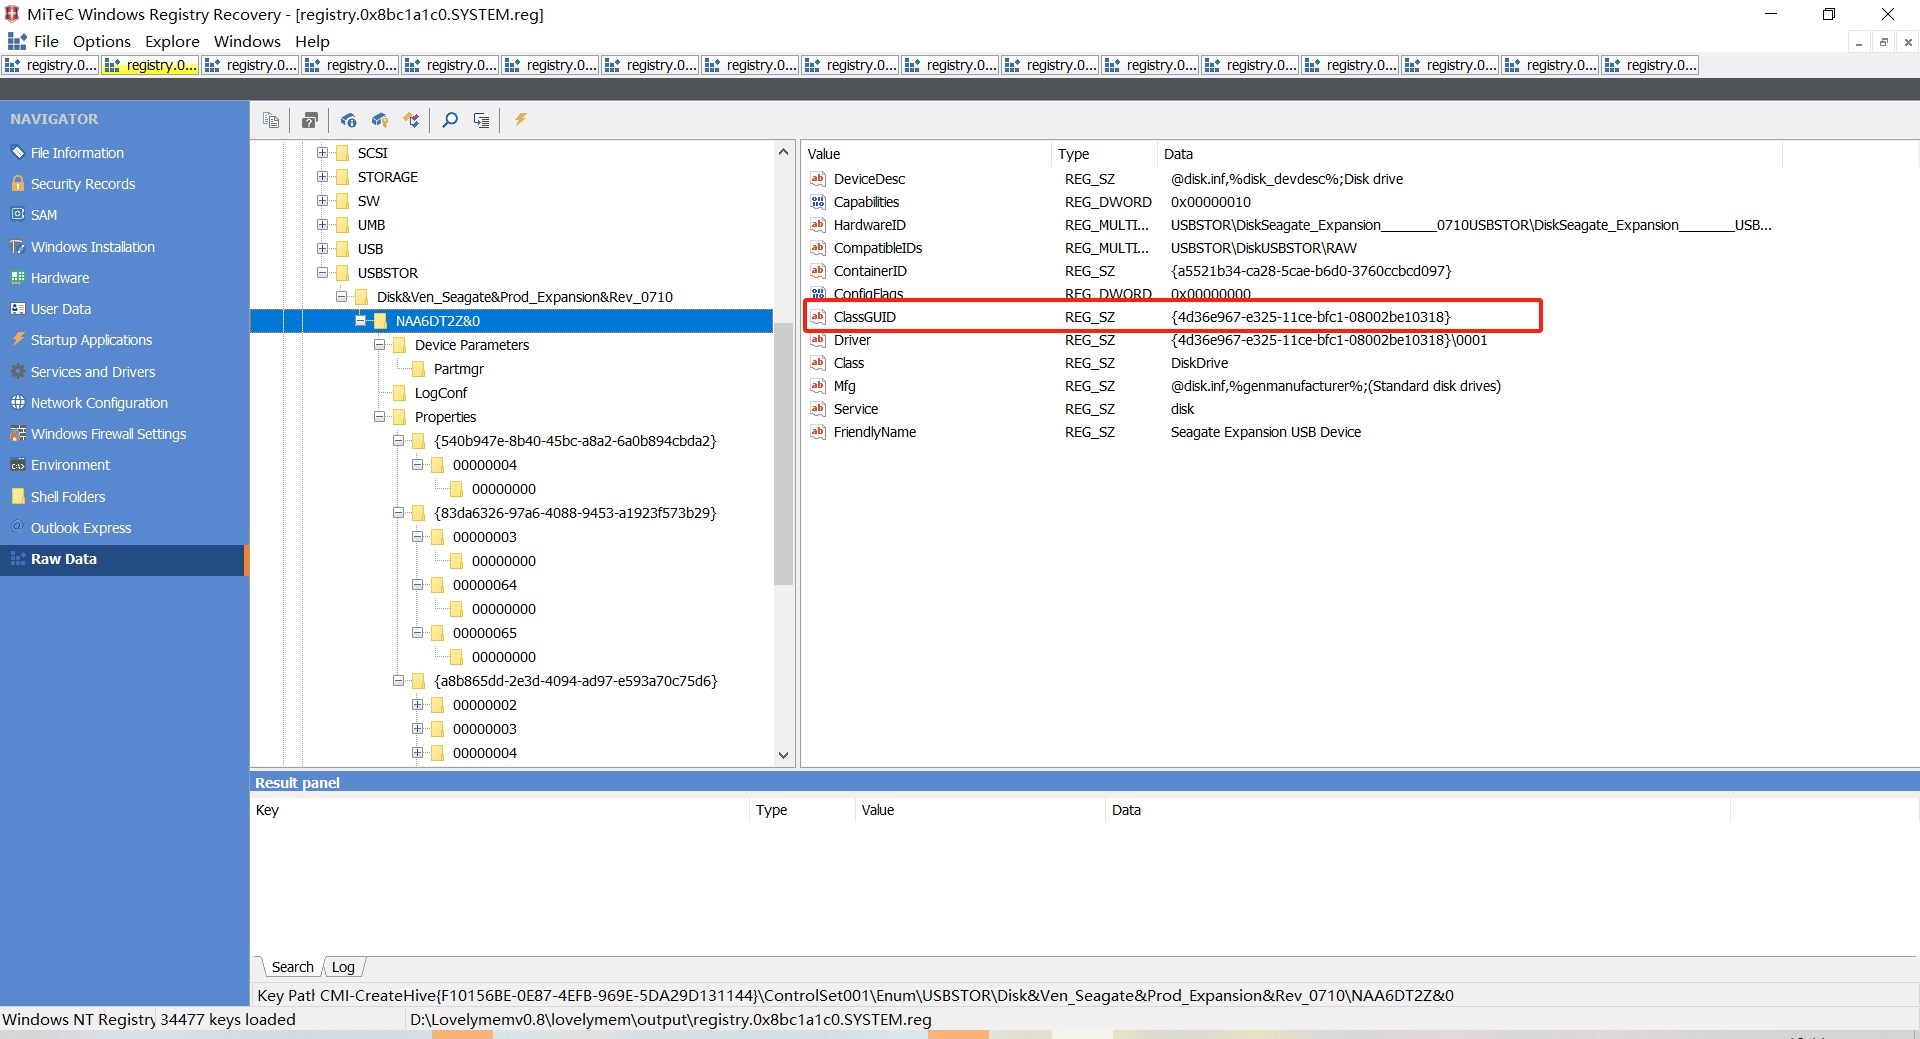 MiTeC Windows Registry Recovery - [registry.0x8bc1a1c0.SYSTEM.reg]
File Options Explore Windows Help
registry.0... registry.0... registry.0... registry.0... registry.0... registry.0... registry.0... registry.0... registry.0... registry.0... registry.0... registry.0... registry.0... registry.0... registry.0... registry.0... registry.0...
NAVIGATOR
File Information
Security Records
SAM
Windows Installation
Hardware
User Data
Startup Applications
Services and Drivers
Network Configuration
Windows Firewall Settings
Environment
Shell Folders
Outlook Express
Raw Data
SCSI
STORAGE
SW
UMB
USB
USBSTOR
Disk&Ven_Seagate&Prod_Expansion&Rev_0710
NAA6DT2Z&0
Device Parameters
Partmgr
LogConf
Properties
{540b947e-8b40-45bc-a8a2-6a0b894cbda2}
00000004
00000000
{83da6326-97a6-4088-9453-a1923f573b29}
00000003
00000000
00000064
00000000
00000065
00000000
{a8b865dd-2e3d-4094-ad97-e593a70c75d6}
00000002
00000003
00000004
Value Type Data
DeviceDesc REG_SZ @disk.inf,%disk_devdesc%;Disk drive
Capabilities REG_DWORD 0x00000010
HardwareID REG_MULTI... USBSTOR\DiskSeagate_Expansion_______0710USBSTOR\DiskSeagate_Expansion_______USB...
CompatibleIDs REG_MULTI... USBSTOR\DiskUSBSTOR\RAW
ContainerID REG_SZ {a5521b34-ca28-5cae-b6d0-3760ccbcd097}
ConfigFlags REG_DWORD 0x00000000
ClassGUID REG_SZ {4d36e967-e325-11ce-bfc1-08002be10318}
Driver REG_SZ {4d36e967-e325-11ce-bfc1-08002be10318}\0001
Class REG_SZ DiskDrive
Mfg REG_SZ @disk.inf,%genmanufacturer%;(Standard disk drives)
Service REG_SZ disk
FriendlyName REG_SZ Seagate Expansion USB Device
Result panel
Key Type Value Data
Search Log
Key Path CMI-CreateHive{F10156BE-0E87-4EFB-969E-5DA29D131144}\ControlSet001\Enum\USBSTOR\Disk&Ven_Seagate&Prod_Expansion&Rev_0710\NAA6DT2Z&0
Windows NT Registry 34477 keys loaded D:\Lovelymemv0.8\lovelymem\output\registry.0x8bc1a1c0.SYSTEM.reg